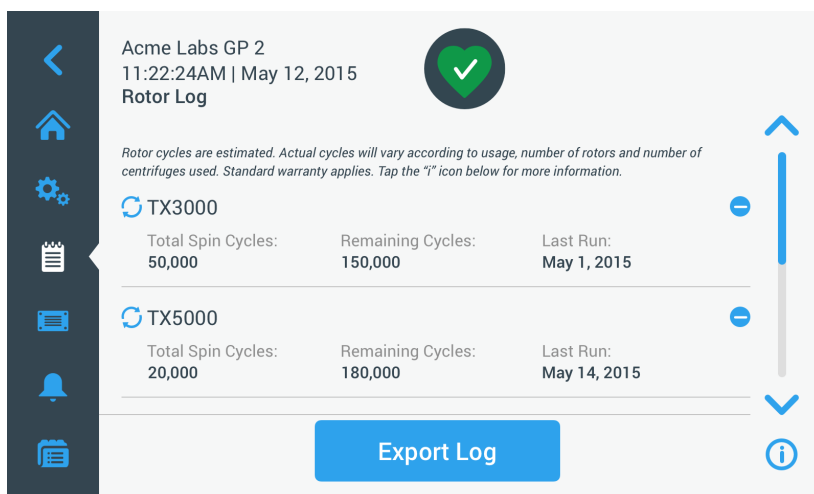 Acme Labs GP 2
11:22:24AM | May 12, 2015
Rotor Log
Rotor cycles are estimated. Actual cycles will vary according to usage, number of rotors and number of
centrifuges used. Standard warranty applies. Tap the “i” icon below for more information.
TX3000
Total Spin Cycles: Remaining Cycles: Last Run:
50,000 150,000 May 1, 2015
TX5000
Total Spin Cycles: Remaining Cycles: Last Run:
20,000 180,000 May 14, 2015
Export Log